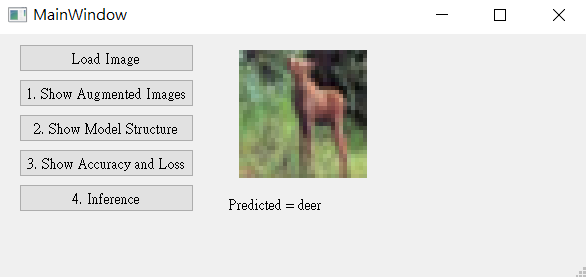 MainWindow
Load Image
1. Show Augmented Images
2. Show Model Structure
3. Show Accuracy and Loss
4. Inference
Predicted = deer